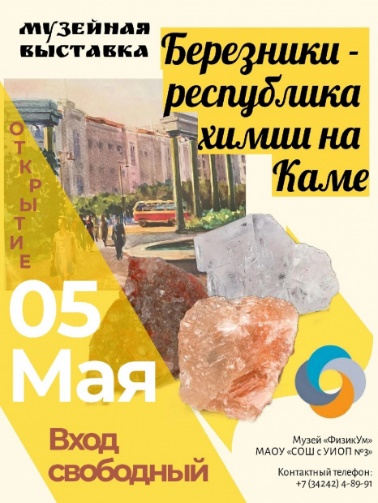 музейная
выставка
Березники -
республика
химии на
Каме
ОТКРЫТИЕ
05
Мая
Вход
свободный
Музей «ФизикУм»
МАОУ «СОШ с УИОП №3»
Контактный телефон:
+7 (34242) 4-89-91